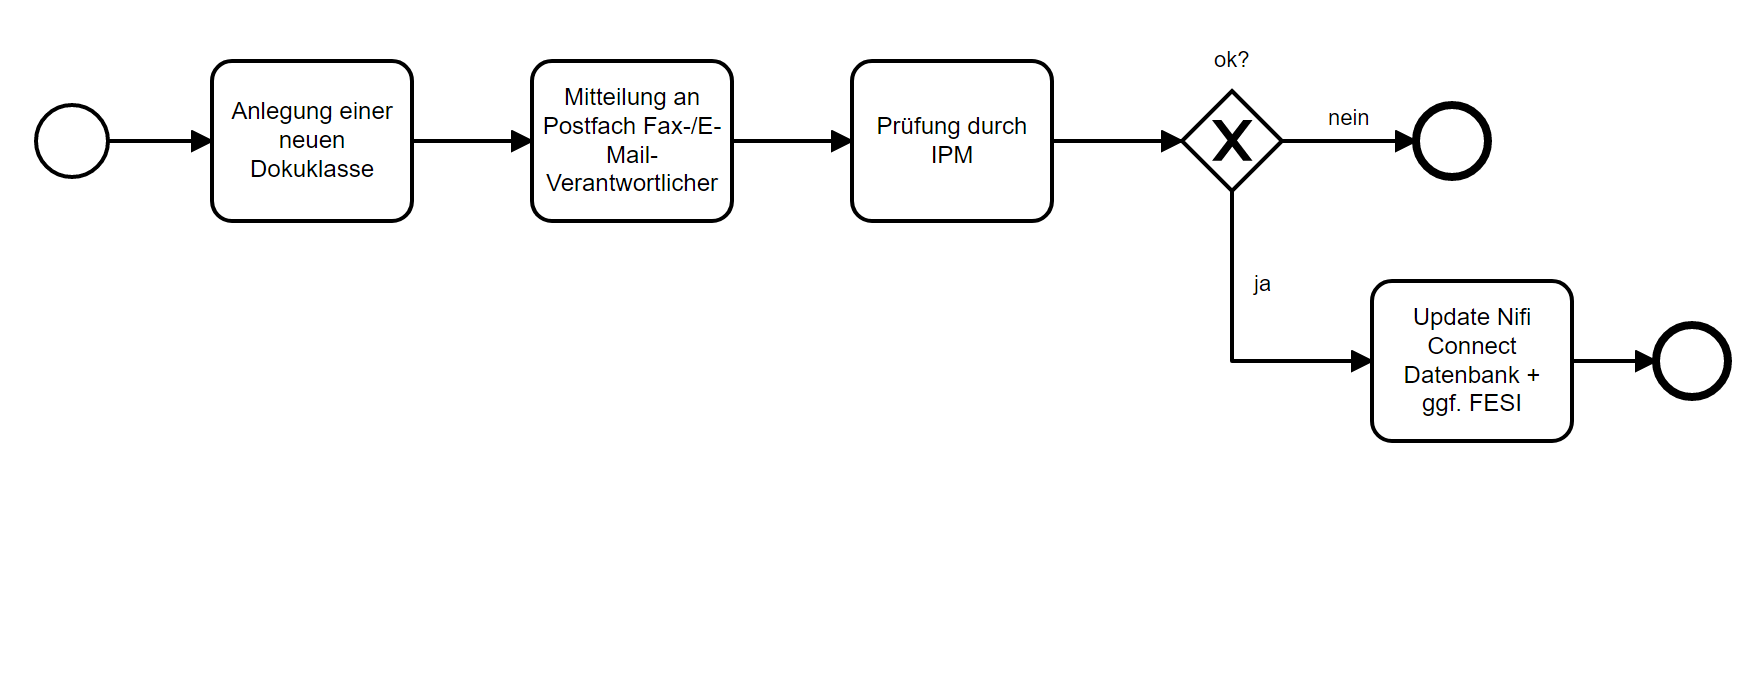 Anlegung einer
neuen
Dokuklasse
Mitteilung an
Postfach Fax-/E-
Mail-
Verantwortlicher
Prüfung durch
IPM
ok?
nein
ja
Update Nifi
Connect
Datenbank +
ggf. FESI